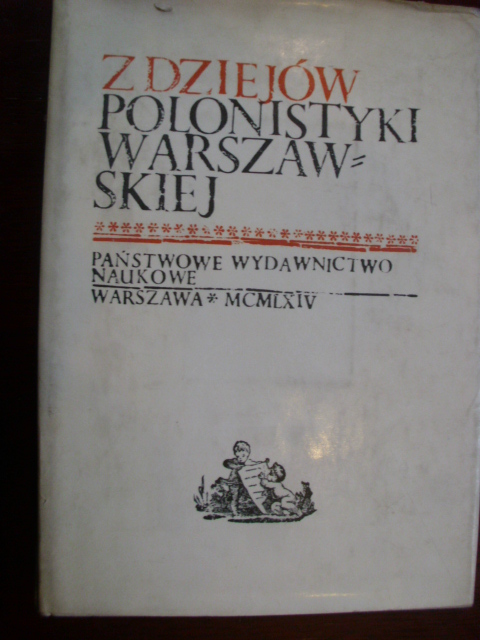 Z DZIEJÓW
POLONISTYKI
WARSZAW=
SKIEJ
PAŃSTWOWE WYDAWNICTWO
NAUKOWE
WARSZAWA * MCMLXIV